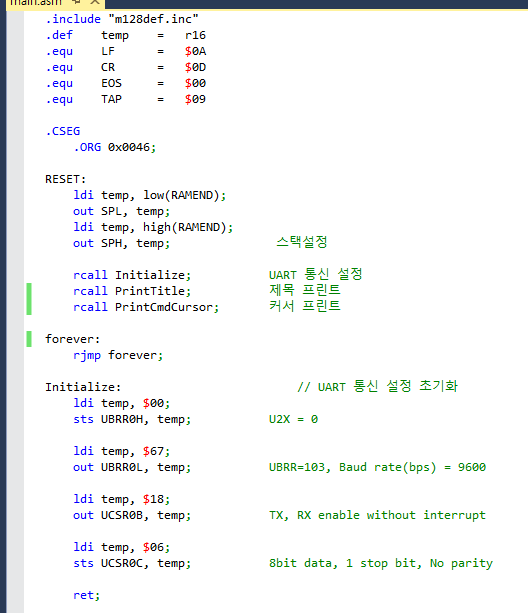 main.asm
.include "m128def.inc"
.def temp = r16
.equ LF = $0A
.equ CR = $0D
.equ EOS = $00
.equ TAP = $09
.CSEG
.ORG 0x0046;
RESET:
ldi temp, low(RAMEND);
out SPL, temp;
ldi temp, high(RAMEND);
out SPH, temp; 스택설정
rcall Initialize; UART 통신 설정
rcall PrintTitle; 제목 프린트
rcall PrintCmdCursor; 커서 프린트
forever:
rjmp forever;
Initialize: // UART 통신 설정 초기화
ldi temp, $00;
sts UBRR0H, temp; U2X = 0
ldi temp, $67;
out UBRR0L, temp; UBRR=103, Baud rate(bps) = 9600
ldi temp, $18;
out UCSR0B, temp; TX, RX enable without interrupt
ldi temp, $06;
sts UCSR0C, temp; 8bit data, 1 stop bit, No parity
ret;